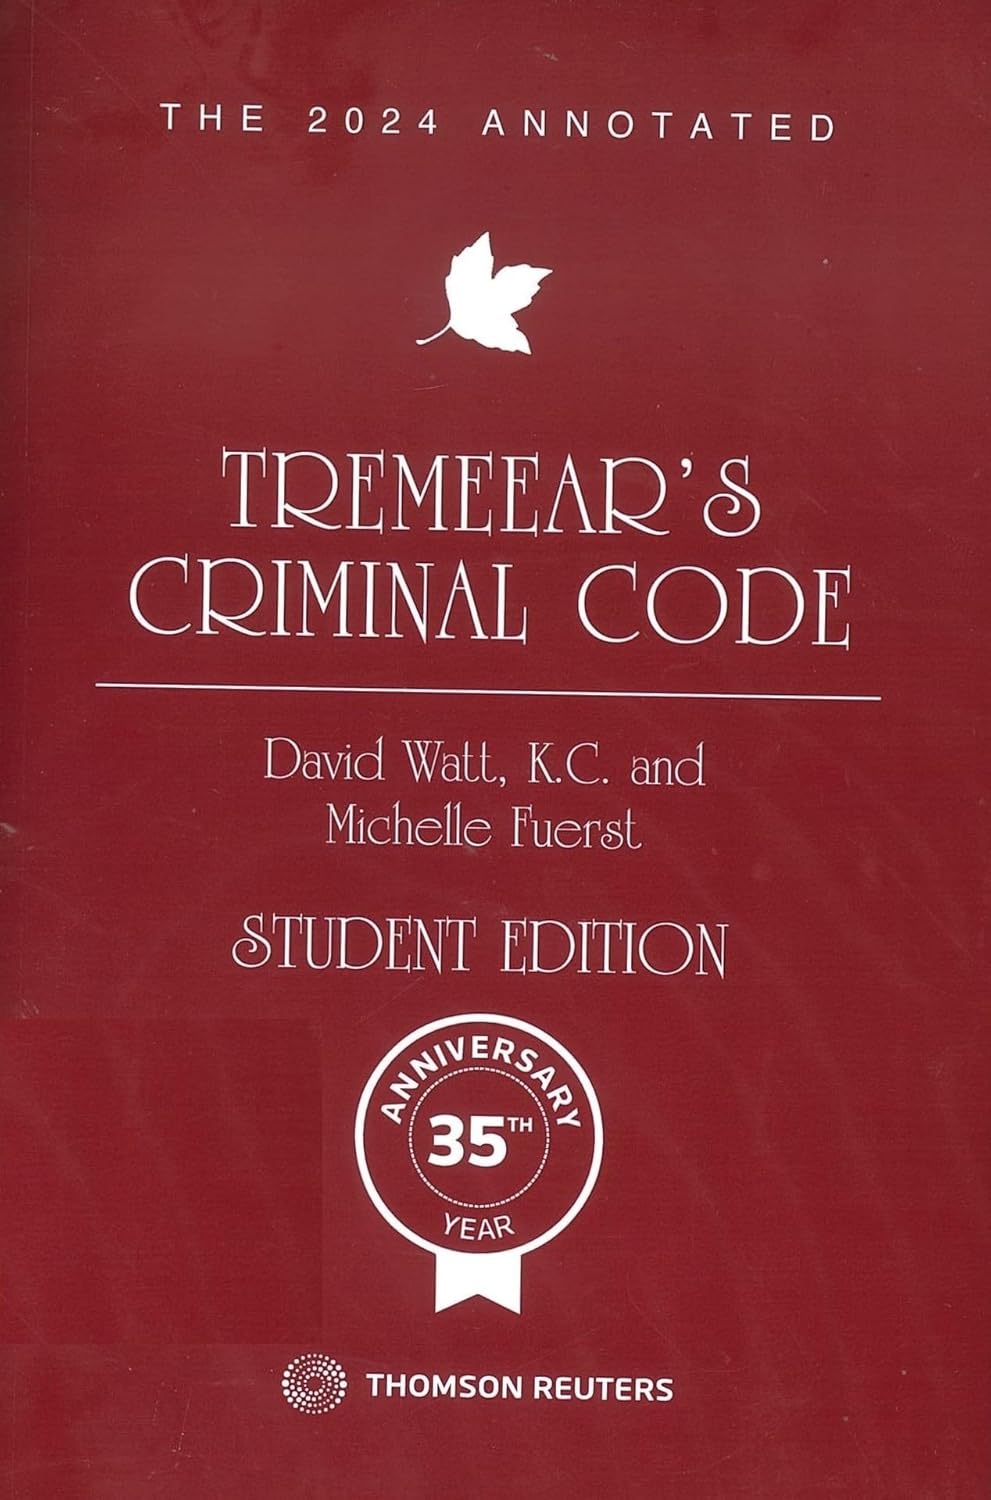 THE 2024 ANNOTATED
TREMEEAR'S
CRIMINAL CODE
David Watt, K.C. and
Michelle Fuerst
STUDENT EDITION
ANNIVERSARY
35TH
YEAR
THOMSON REUTERS